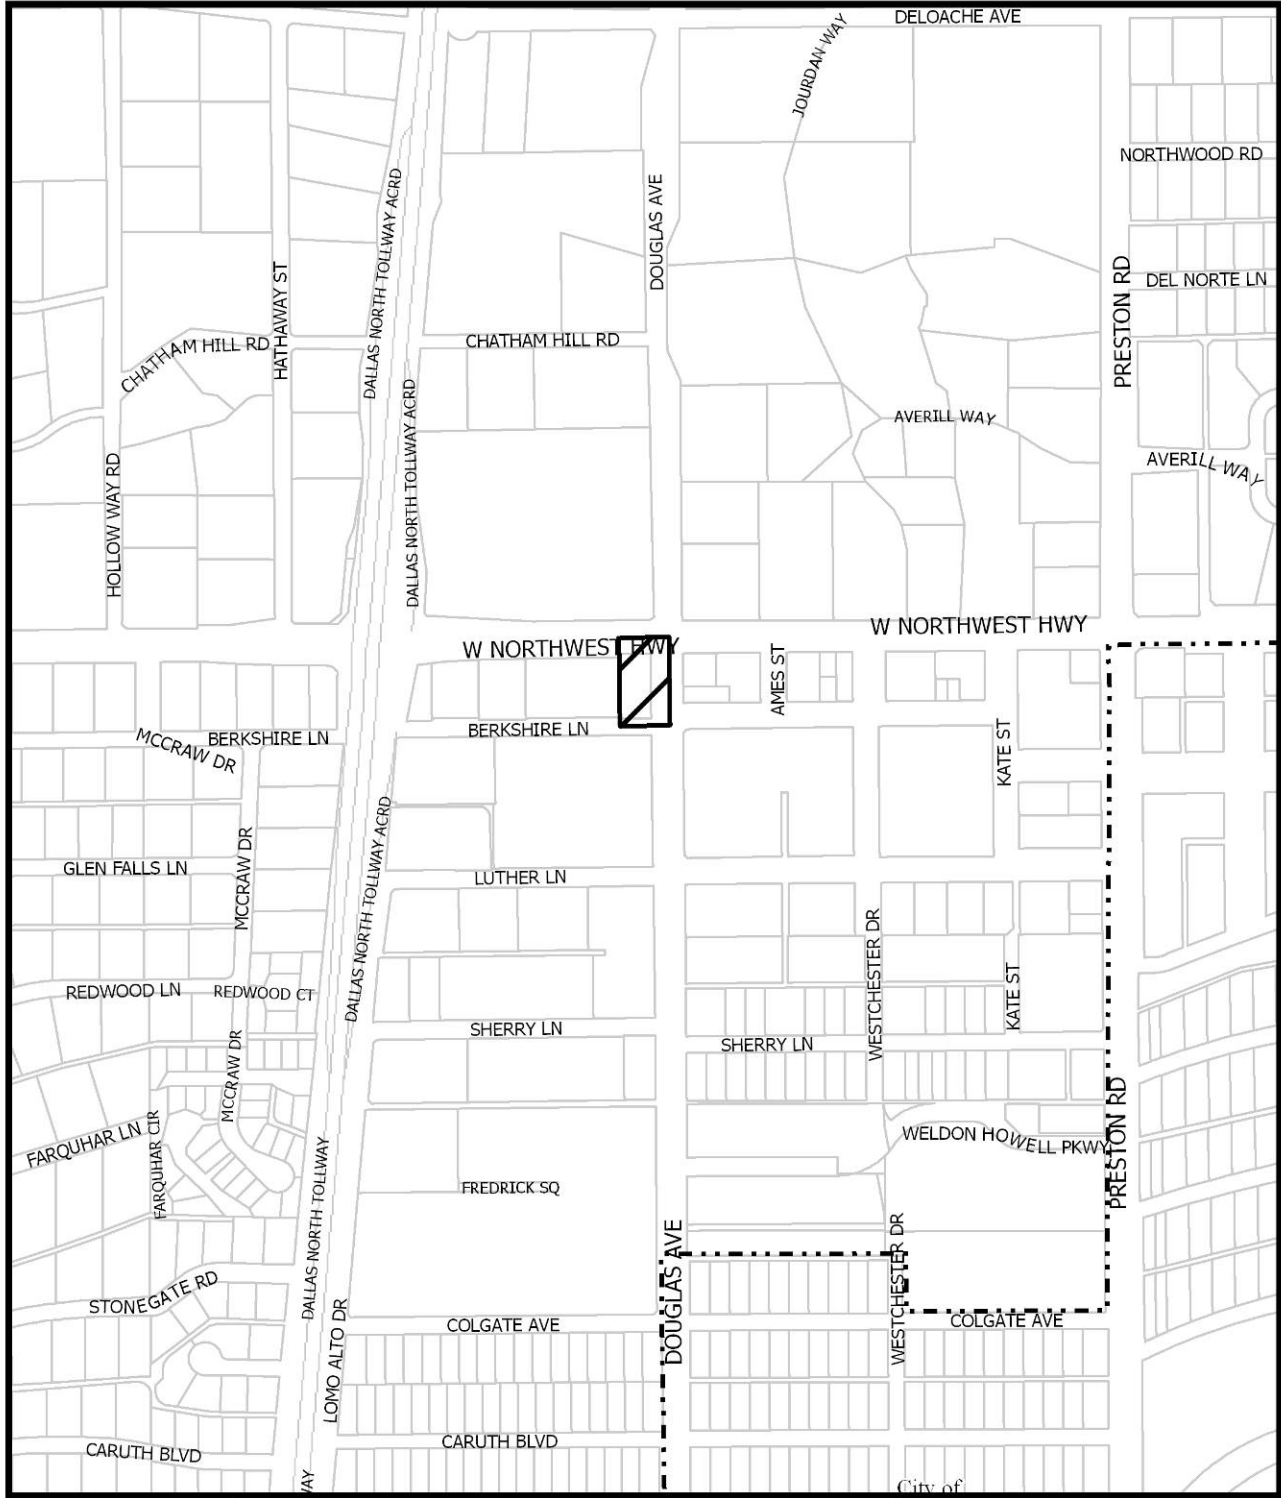 DELOACHE AVE
JOURDAN WAY
NORTHWOOD RD
DALLAS NORTH TOLLWAY ACRD
DOUGLAS AVE
HATHAWAY ST
PRESTON RD
DEL NORTE LN
CHATHAM HILL RD
CHATHAM HILL RD
DALLAS NORTH TOLLWAY ACRD
AVERILL WAY
AVERILL WAY
HOLLOW WAY RD
W NORTHWEST HWY
W NORTHWEST HWY
AMES ST
BERKSHIRE LN
BERKSHIRE LN
MCCRAW DR
KATE ST
DALLAS NORTH TOLLWAY ACRD
GLEN FALLS LN
MCCRAW DR
LUTHER LN
WESTCHESTER DR
REDWOOD LN
REDWOOD CT
KATE ST
SHERRY LN
SHERRY LN
MCCRAW DR
PRESTON RD
FARQUHAR LN
FARQUHAR CIR
WELDON HOWELL PKWY
DALLAS NORTH TOLLWAY
FREDRICK SQ
DOUGLAS AVE
WESTCHESTER DR
STONEGATE RD
LOMO ALTO DR
COLGATE AVE
COLGATE AVE
CARUTH BLVD
CARUTH BLVD
WAY
City of